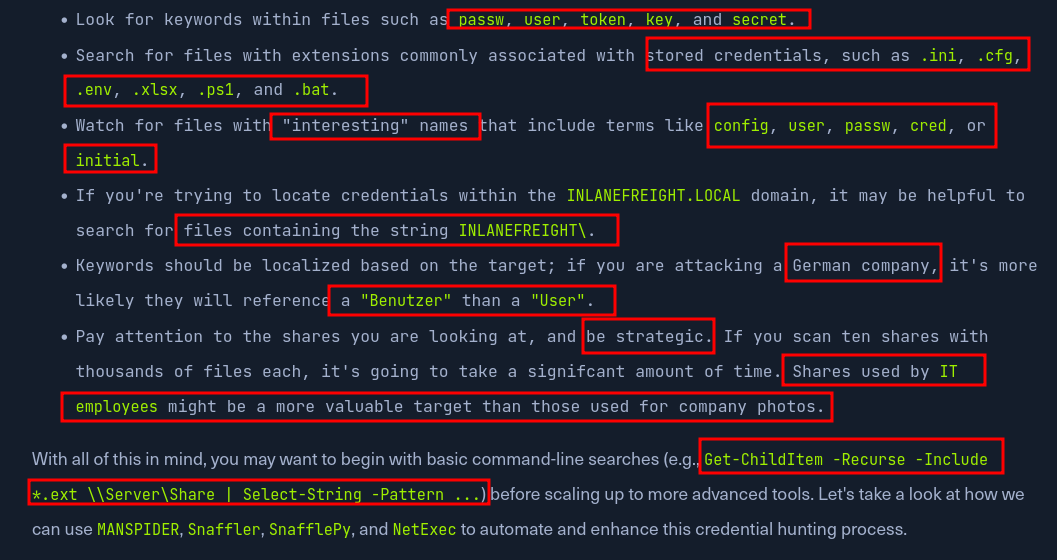 • Look for keywords within files such as passw, user, token, key, and secret.
• Search for files with extensions commonly associated with stored credentials, such as .ini, .cfg,
.env, .xlsx, .ps1, and .bat.
• Watch for files with "interesting" names that include terms like config, user, passw, cred, or
initial.
• If you're trying to locate credentials within the INLANEFREIGHT.LOCAL domain, it may be helpful to
search for files containing the string INLANEFREIGHT\.
• Keywords should be localized based on the target; if you are attacking a German company, it's more
likely they will reference a "Benutzer" than a "User".
• Pay attention to the shares you are looking at, and be strategic. If you scan ten shares with
thousands of files each, it's going to take a signifcant amount of time. Shares used by IT
employees might be a more valuable target than those used for company photos.
With all of this in mind, you may want to begin with basic command-line searches (e.g., Get-ChildItem -Recurse -Include
*.ext \\Server\Share | Select-String -Pattern ...) before scaling up to more advanced tools. Let's take a look at how we
can use MANSPIDER, Snaffler, SnafflePy, and NetExec to automate and enhance this credential hunting process.